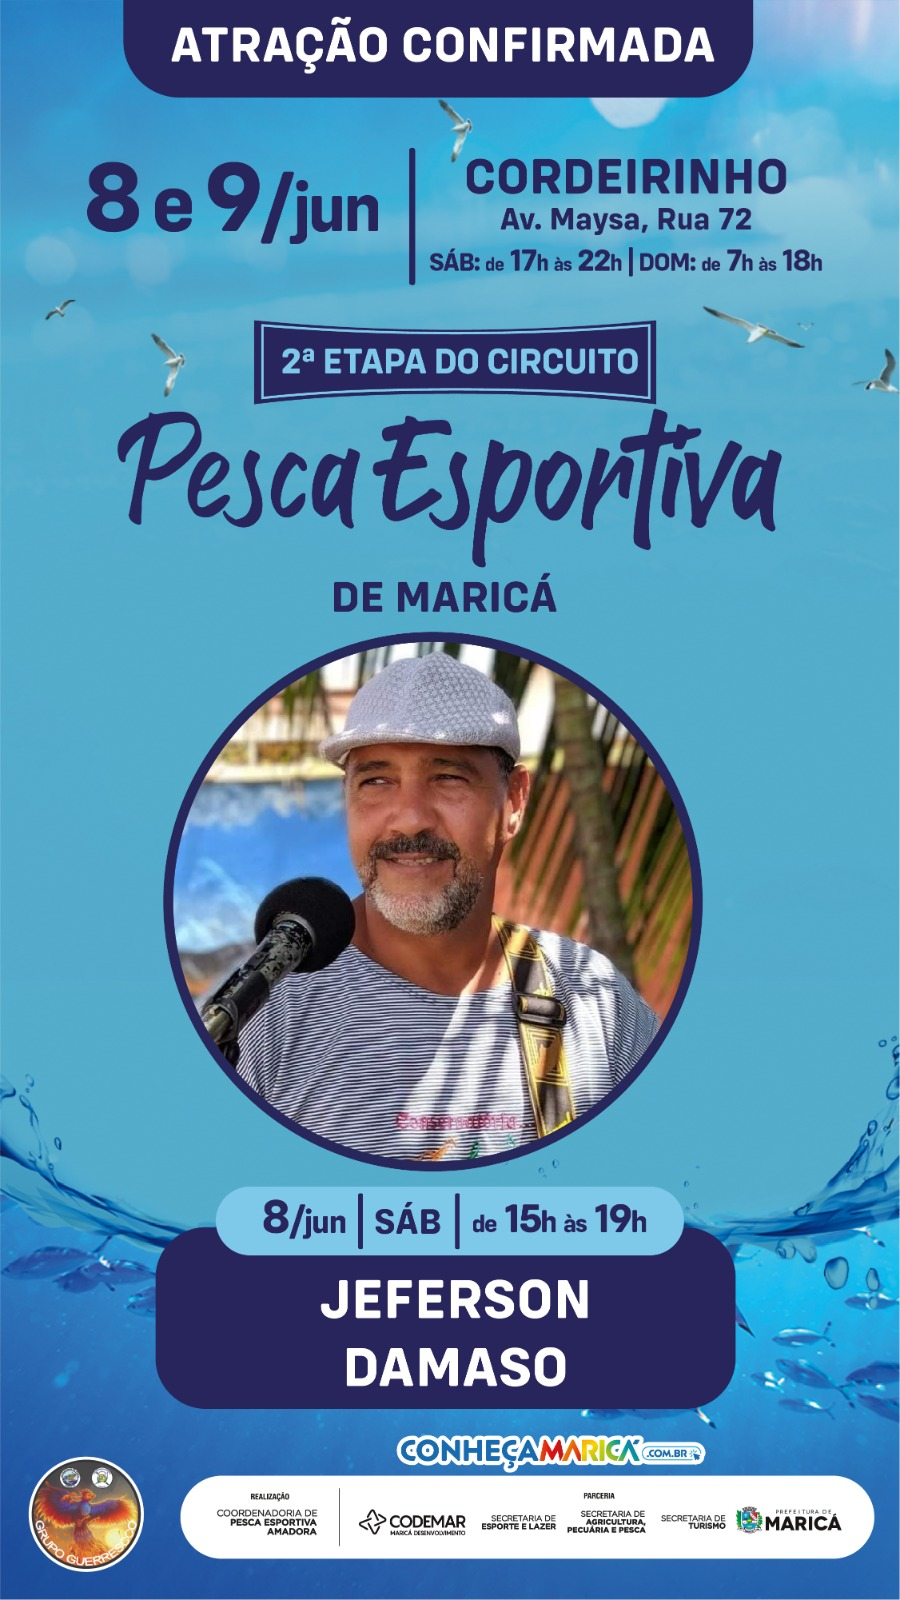 ATRAÇÃO CONFIRMADA
8 e 9/jun
CORDEIRINHO
Av. Maysa, Rua 72
SÁB: de 17h às 22h | DOM: de 7h às 18h
2ª ETAPA DO CIRCUITO
Pesca Esportiva
DE MARICÁ
8/jun | SÁB | de 15h às 19h
JEFERSON
DAMASO
CONHEÇAMARICÁ.COM.BR
GRUPO GUERREIROS
REALIZAÇÃO
COORDENADORIA DE
PESCA ESPORTIVA
AMADORA
CODEMAR
MARICÁ DESENVOLVIMENTO
PARCERIA
SECRETARIA DE
ESPORTE E LAZER
SECRETARIA DE
AGRICULTURA,
PECUÁRIA E PESCA
SECRETARIA DE
TURISMO
PREFEITURA DE
MARICÁ